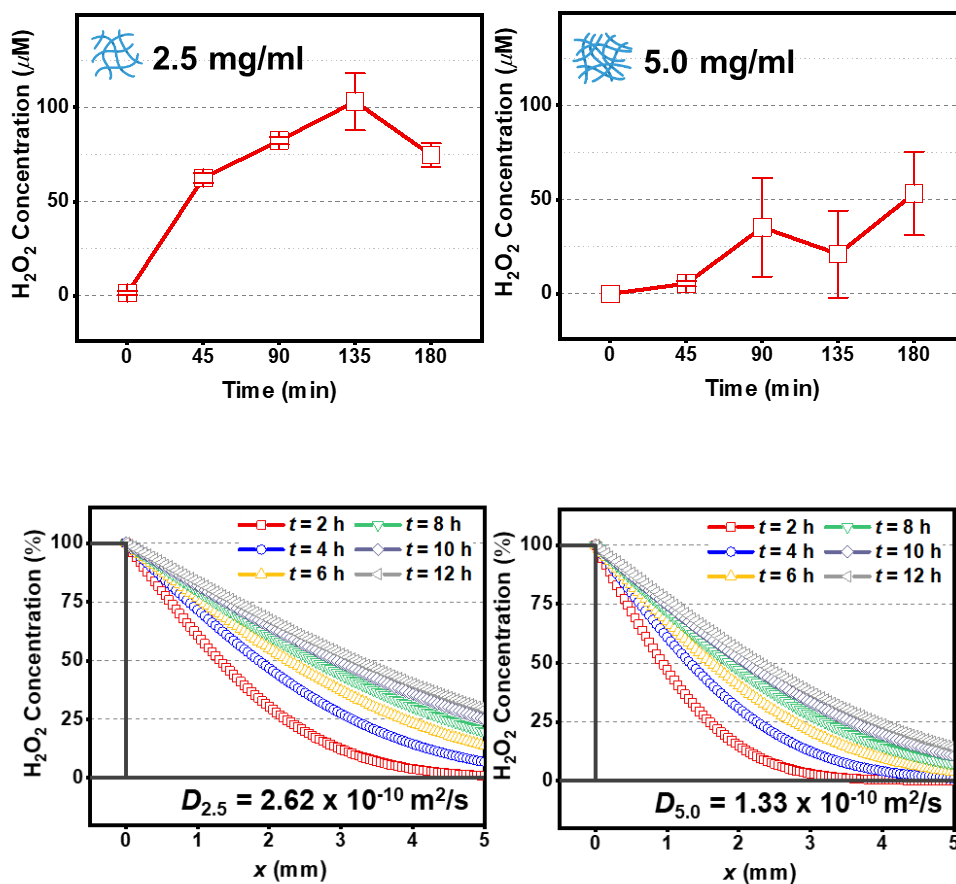 2.5 mg/ml
H₂O₂ Concentration (μM)
100
50
0
0 45 90 135 180
Time (min)
5.0 mg/ml
H₂O₂ Concentration (μM)
100
50
0
0 45 90 135 180
Time (min)
t = 2 h t = 8 h
t = 4 h t = 10 h
t = 6 h t = 12 h
H₂O₂ Concentration (%)
100
75
50
25
0
D₂.₅ = 2.62 x 10⁻¹⁰ m²/s
0 1 2 3 4 5
x (mm)
t = 2 h t = 8 h
t = 4 h t = 10 h
t = 6 h t = 12 h
H₂O₂ Concentration (%)
100
75
50
25
0
D₅.₀ = 1.33 x 10⁻¹⁰ m²/s
0 1 2 3 4 5
x (mm)